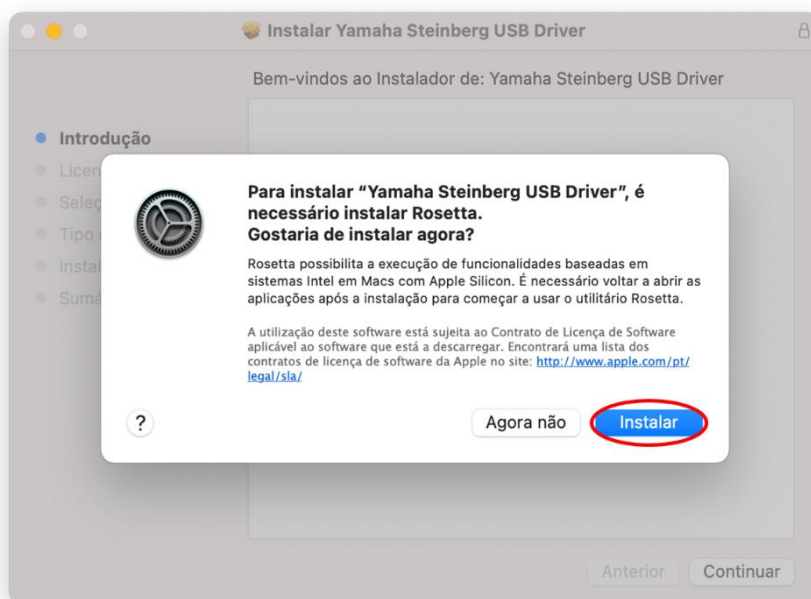 Instalar Yamaha Steinberg USB Driver
Bem-vindos ao Instalador de: Yamaha Steinberg USB Driver
Introdução
Para instalar “Yamaha Steinberg USB Driver”, é
necessário instalar Rosetta.
Gostaria de instalar agora?
Rosetta possibilita a execução de funcionalidades baseadas em
sistemas Intel em Macs com Apple Silicon. É necessário voltar a abrir as
aplicações após a instalação para começar a usar o utilitário Rosetta.
A utilização deste software está sujeita ao Contrato de Licença de Software
aplicável ao software que está a descarregar. Encontrará uma lista dos
contratos de licença de software da Apple no site: http://www.apple.com/pt/
legal/sla/
?
Agora não
Instalar
Anterior
Continuar